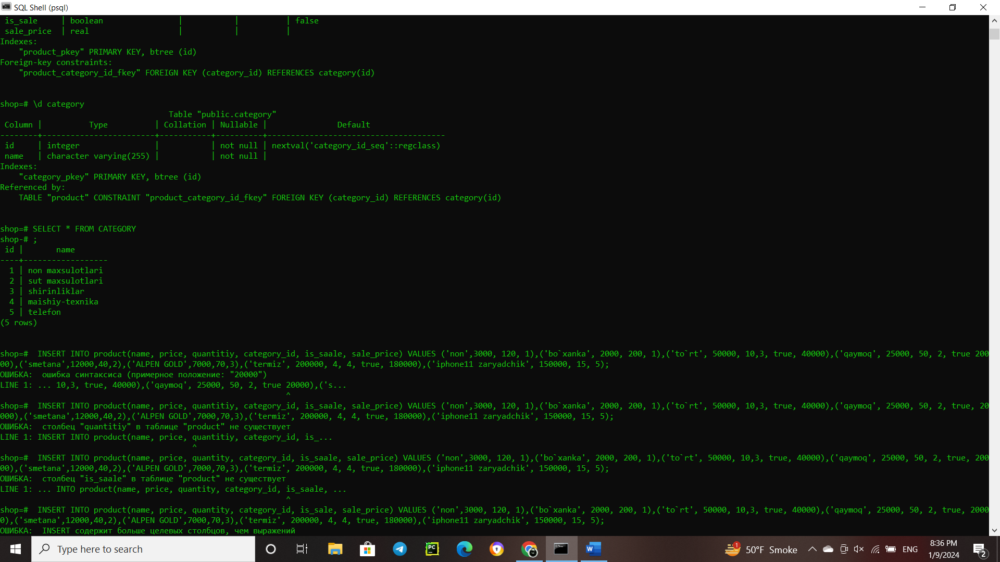 SQL Shell (psql)
is_sale | boolean | | | false
sale_price | real | | |
Indexes:
"product_pkey" PRIMARY KEY, btree (id)
Foreign-key constraints:
"product_category_id_fkey" FOREIGN KEY (category_id) REFERENCES category(id)
shop=# \d category
Table "public.category"
Column | Type | Collation | Nullable | Default
--------+------------------------+-----------+----------+--------------------------------------
id | integer | | not null | nextval('category_id_seq'::regclass)
name | character varying(255) | | not null |
Indexes:
"category_pkey" PRIMARY KEY, btree (id)
Referenced by:
TABLE "product" CONSTRAINT "product_category_id_fkey" FOREIGN KEY (category_id) REFERENCES category(id)
shop=# SELECT * FROM CATEGORY
shop-# ;
id | name
----+------------------
1 | non maxsulotlari
2 | sut maxsulotlari
3 | shirinliklar
4 | maishiy-texnika
5 | telefon
(5 rows)
shop=#  INSERT INTO product(name, price, quantitiy, category_id, is_saale, sale_price) VALUES ('non',3000, 120, 1),('bo`xanka', 2000, 200, 1),('to`rt', 50000, 10,3, true, 40000),('qaymoq', 25000, 50, 2, true 200
00),('smetana',12000,40,2),('ALPEN GOLD',7000,70,3),('termiz', 200000, 4, 4, true, 180000),('iphone11 zaryadchik', 150000, 15, 5);
ОШИБКА:  ошибка синтаксиса (примерное положение: "20000")
LINE 1: ... 10,3, true, 40000),('qaymoq', 25000, 50, 2, true 20000),('s...
^
shop=#  INSERT INTO product(name, price, quantitiy, category_id, is_saale, sale_price) VALUES ('non',3000, 120, 1),('bo`xanka', 2000, 200, 1),('to`rt', 50000, 10,3, true, 40000),('qaymoq', 25000, 50, 2, true, 20
000),('smetana',12000,40,2),('ALPEN GOLD',7000,70,3),('termiz', 200000, 4, 4, true, 180000),('iphone11 zaryadchik', 150000, 15, 5);
ОШИБКА:  столбец "quantitiy" в таблице "product" не существует
LINE 1: INSERT INTO product(name, price, quantitiy, category_id, is_...
^
shop=#  INSERT INTO product(name, price, quantity, category_id, is_saale, sale_price) VALUES ('non',3000, 120, 1),('bo`xanka', 2000, 200, 1),('to`rt', 50000, 10,3, true, 40000),('qaymoq', 25000, 50, 2, true, 200
00),('smetana',12000,40,2),('ALPEN GOLD',7000,70,3),('termiz', 200000, 4, 4, true, 180000),('iphone11 zaryadchik', 150000, 15, 5);
ОШИБКА:  столбец "is_saale" в таблице "product" не существует
LINE 1: ... INTO product(name, price, quantity, category_id, is_saale, ...
^
shop=#  INSERT INTO product(name, price, quantity, category_id, is_sale, sale_price) VALUES ('non',3000, 120, 1),('bo`xanka', 2000, 200, 1),('to`rt', 50000, 10,3, true, 40000),('qaymoq', 25000, 50, 2, true, 2000
0),('smetana',12000,40,2),('ALPEN GOLD',7000,70,3),('termiz', 200000, 4, 4, true, 180000),('iphone11 zaryadchik', 150000, 15, 5);
ОШИБКА:  INSERT содержит больше целевых столбцов, чем выражений
Type here to search
PC
W
1
50°F Smoke
ENG
8:36 PM
1/9/2024
2